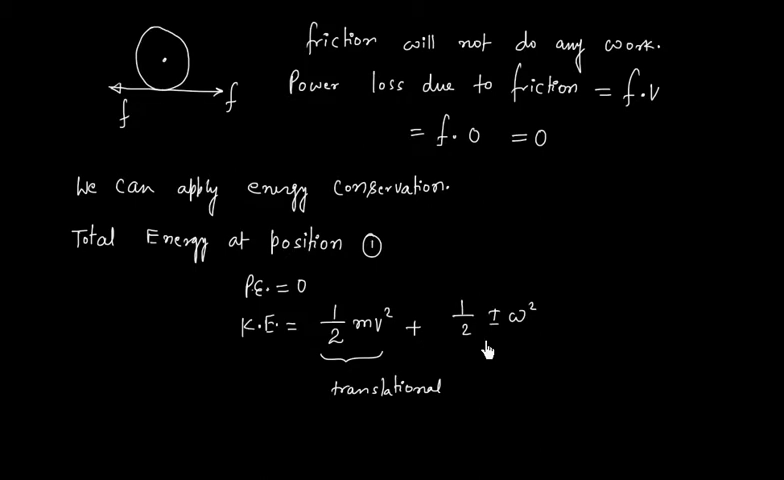 friction will not do any work.
Power loss due to friction = f.V
f f
= f. 0 = 0
We can apply energy conservation.
Total Energy at position ①
P.E. = 0
K.E. = 1/2 mv² + 1/2 I ω²
translational